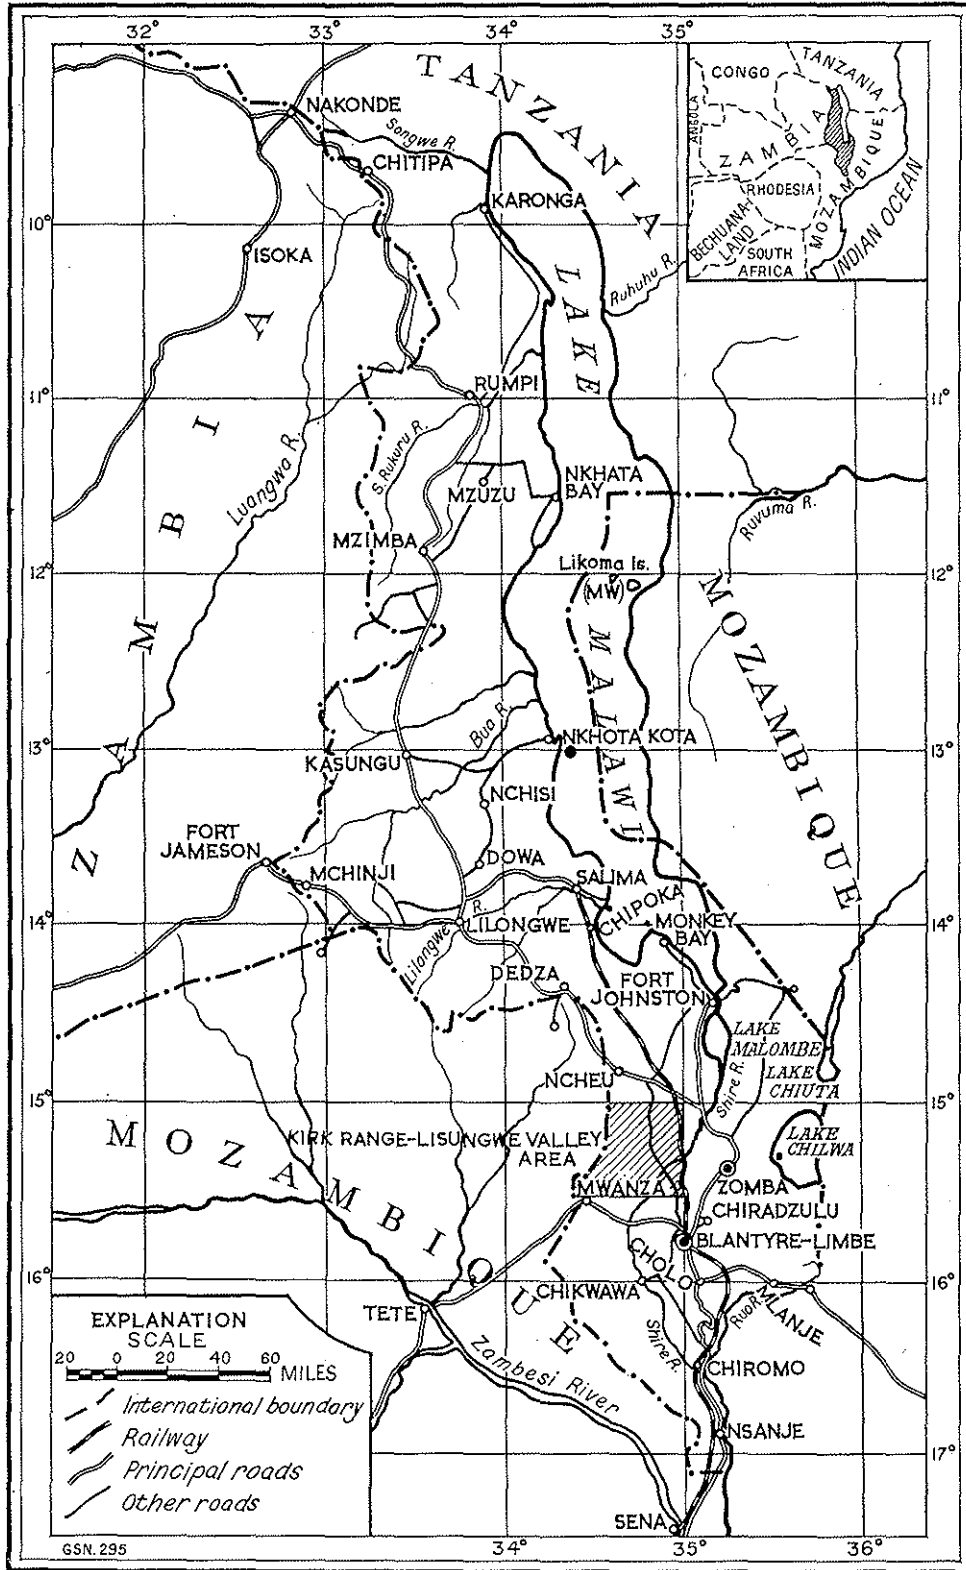 32°
33°
34°
35°
TANZANIA
NAKONDE
Songwe R.
CHITIPA
KARONGA
10°
ISOKA
Ruhuhu R.
CONGO
TANZANIA
ANGOLA
ZAMBIA
MOZAMBIQUE
RHODESIA
BECHUANA-
LAND
SOUTH
AFRICA
INDIAN OCEAN
ZAMBIA
LAKE MALAWI
11°
11°
RUMPI
Luangwa R.
S. Rukuru R.
MZUZU
NKHATA
BAY
Ruvuma R.
MZIMBA
12°
Likoma Is.
(MW)
12°
MOZAMBIQUE
Bua R.
NKHOTA KOTA
13°
KASUNGU
13°
NCHISI
FORT
JAMESON
MCHINJI
DOWA
SALIMA
CHIPOKA
14°
R.
LILONGWE
Lilongwe
MONKEY
BAY
14°
DEDZA
FORT
JOHNSTON
LAKE
MALOMBE
Shire R.
LAKE
CHIUTA
NCHEU
15°
15°
MOZAMBIQUE
KIRK RANGE-LISUNGWE VALLEY
AREA
LAKE
CHILWA
MWANZA
ZOMBA
CHIRADZULU
BLANTYRE-LIMBE
CHOLO
16°
CHIKWAWA
16°
MLANJE
TETE
Ruo R.
Shire R.
Zambesi River
CHIROMO
NSANJE
17°
SENA
EXPLANATION
SCALE
20 0 20 40 60 MILES
International boundary
Railway
Principal roads
Other roads
GSN. 295
34°
35°
36°